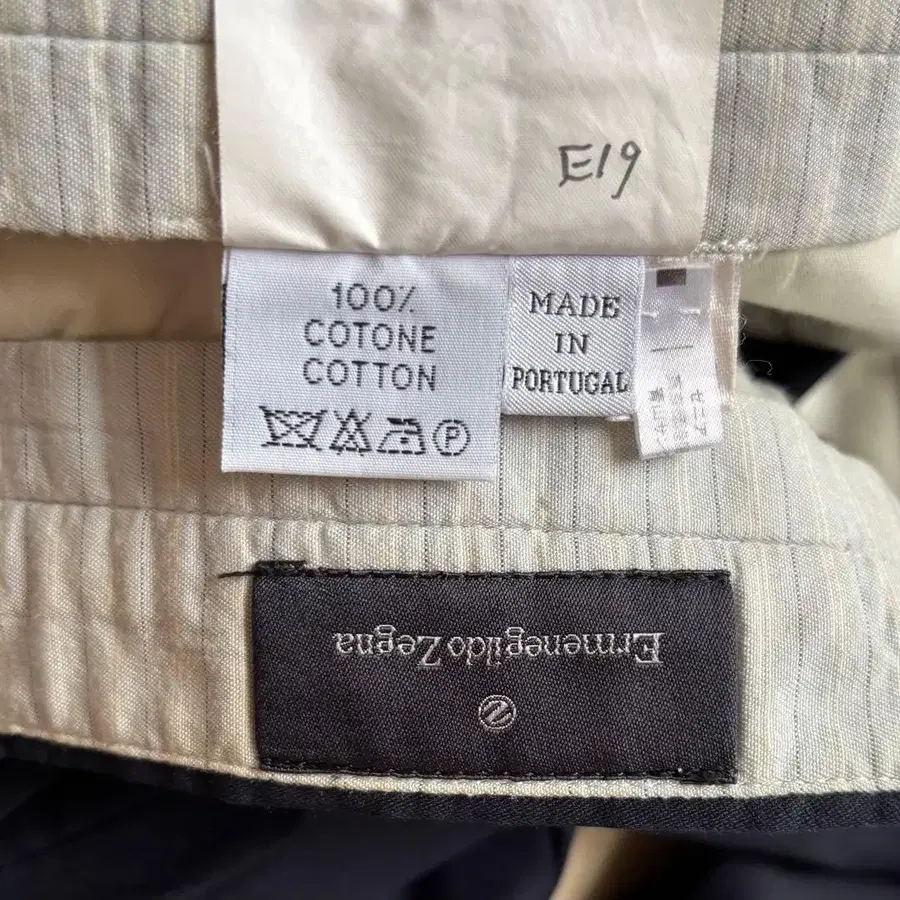 E19
100%
COTONE
COTTON
P
MADE
IN
PORTUGAL
Ermenegildo Zegna
Z